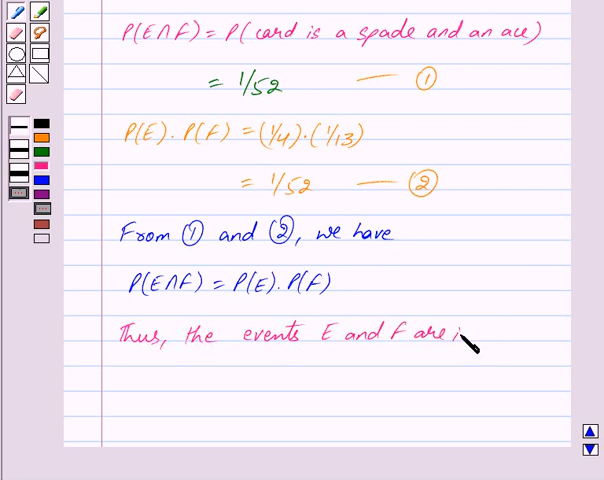 P(E∩F) = P(card is a spade and an ace)
= 1/52 — ①
P(E). P(F) = (1/4).(1/13)
= 1/52 — ②
From ① and ②, we have
P(E∩F) = P(E). P(F)
Thus, the events E and F are i